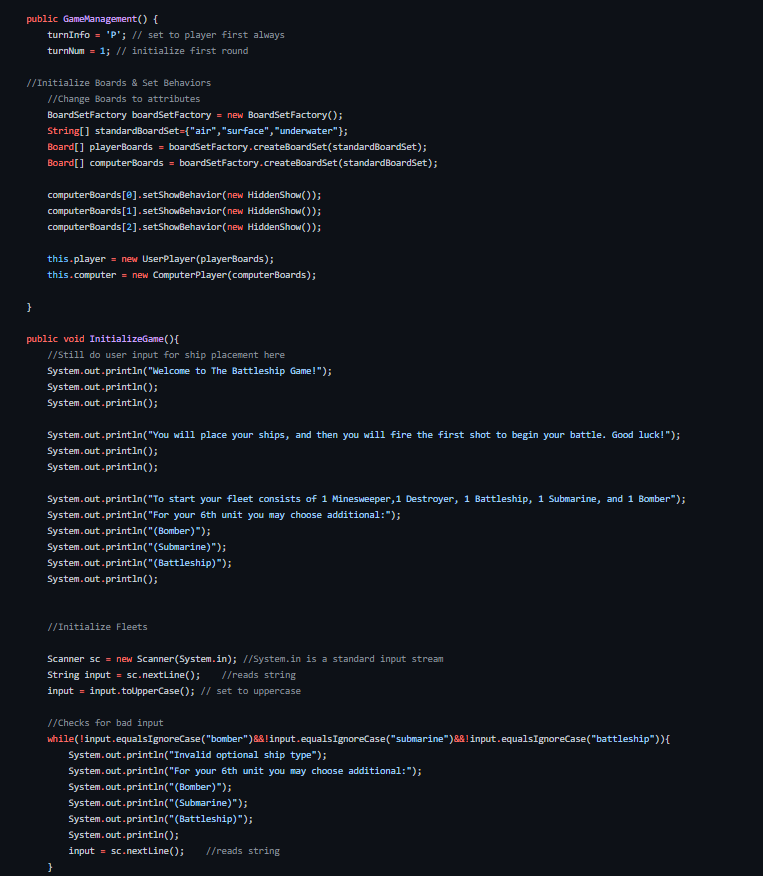 public GameManagement() {
turnInfo = 'P'; // set to player first always
turnNum = 1; // initialize first round
//Initialize Boards & Set Behaviors
//Change Boards to attributes
BoardSetFactory boardSetFactory = new BoardSetFactory();
String[] standardBoardSet={"air","surface","underwater"};
Board[] playerBoards = boardSetFactory.createBoardSet(standardBoardSet);
Board[] computerBoards = boardSetFactory.createBoardSet(standardBoardSet);
computerBoards[0].setShowBehavior(new HiddenShow());
computerBoards[1].setShowBehavior(new HiddenShow());
computerBoards[2].setShowBehavior(new HiddenShow());
this.player = new UserPlayer(playerBoards);
this.computer = new ComputerPlayer(computerBoards);
}
public void InitializeGame(){
//Still do user input for ship placement here
System.out.println("Welcome to The Battleship Game!");
System.out.println();
System.out.println();
System.out.println("You will place your ships, and then you will fire the first shot to begin your battle. Good luck!");
System.out.println();
System.out.println();
System.out.println("To start your fleet consists of 1 Minesweeper,1 Destroyer, 1 Battleship, 1 Submarine, and 1 Bomber");
System.out.println("For your 6th unit you may choose additional:");
System.out.println("(Bomber)");
System.out.println("(Submarine)");
System.out.println("(Battleship)");
System.out.println();
//Initialize Fleets
Scanner sc = new Scanner(System.in); //System.in is a standard input stream
String input = sc.nextLine();    //reads string
input = input.toUpperCase(); // set to uppercase
//Checks for bad input
while(!input.equalsIgnoreCase("bomber")&&!input.equalsIgnoreCase("submarine")&&!input.equalsIgnoreCase("battleship")){
System.out.println("Invalid optional ship type");
System.out.println("For your 6th unit you may choose additional:");
System.out.println("(Bomber)");
System.out.println("(Submarine)");
System.out.println("(Battleship)");
System.out.println();
input = sc.nextLine();    //reads string
}